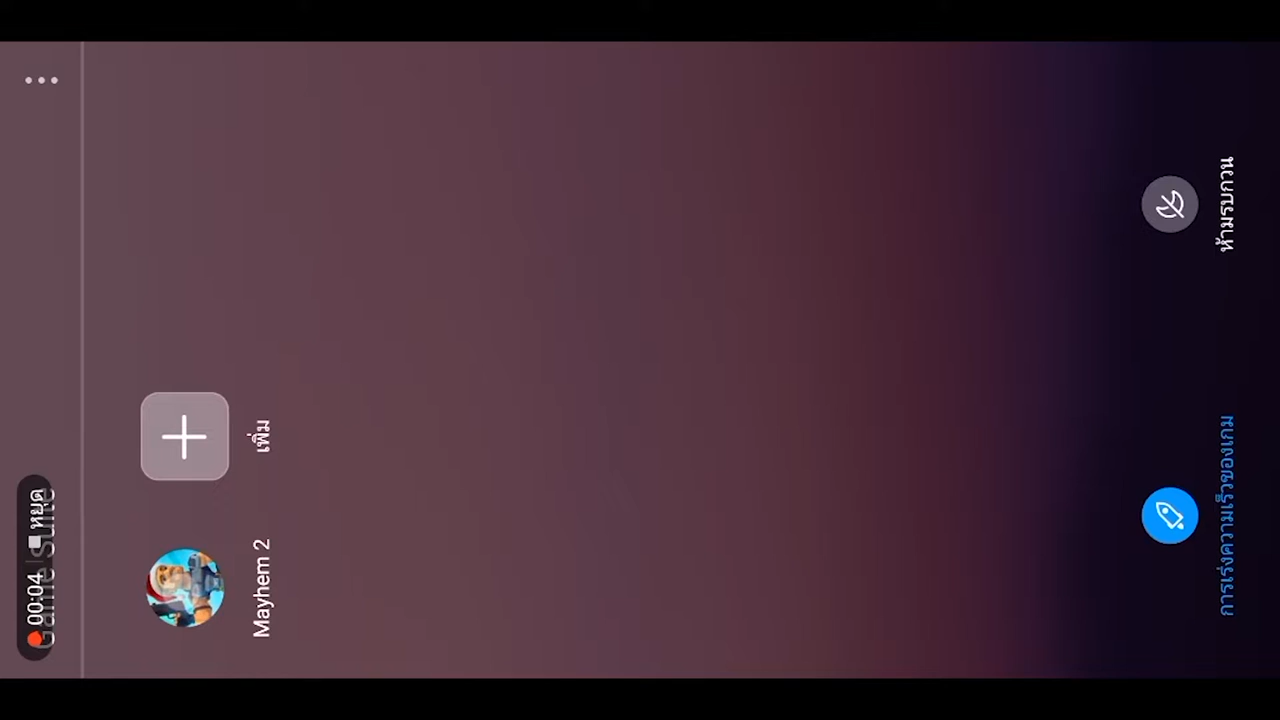 00:04 หยุด
Game Suite
Mayhem 2
เพิ่ม
การเร่งความเร็วของเกม
ห้ามรบกวน